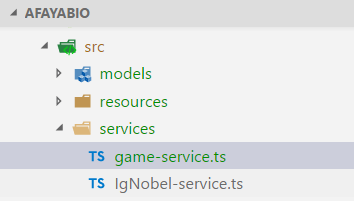 AFAYABIO
src
models
resources
services
TS game-service.ts
TS IgNobel-service.ts